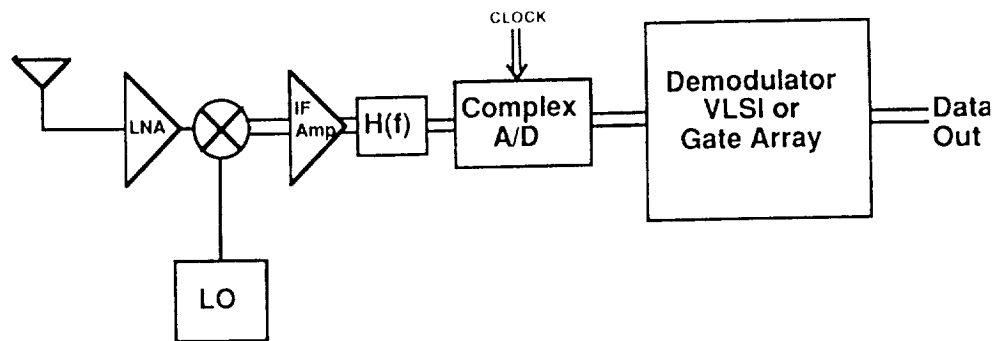 CLOCK
LNA
IF
Amp
H(f)
Complex
A/D
Demodulator
VLSI or
Gate Array
Data
Out
LO